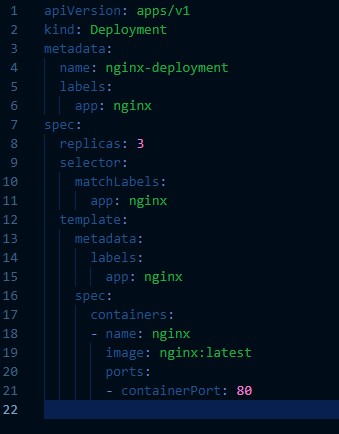 1 apiVersion: apps/v1
2 kind: Deployment
3 metadata:
4   name: nginx-deployment
5   labels:
6     app: nginx
7 spec:
8   replicas: 3
9   selector:
10     matchLabels:
11       app: nginx
12   template:
13     metadata:
14       labels:
15         app: nginx
16     spec:
17       containers:
18       - name: nginx
19         image: nginx:latest
20         ports:
21         - containerPort: 80
22